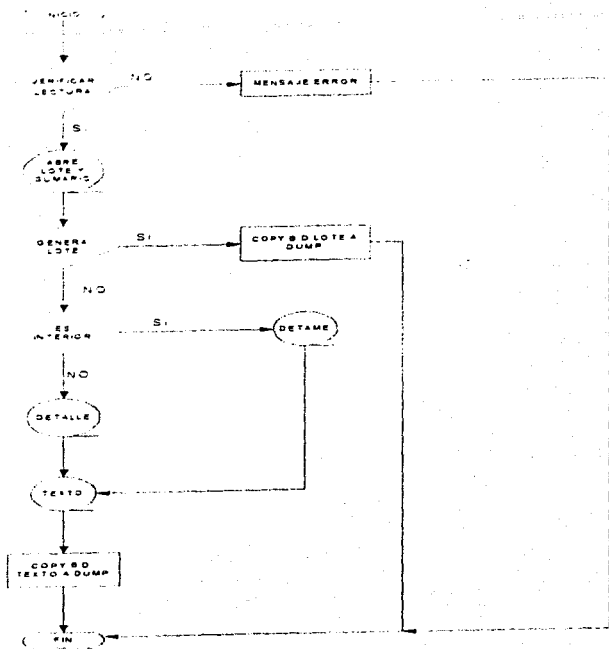 INICIO
VERIFICAR
LECTURA
NO
MENSAJE ERROR
SI
ABRE
LOTE Y
SUMARIO
GENERA
LOTE
SI
COPY B D LOTE A
DUMP
NO
ES
INTERIOR
SI
DETAME
NO
DETALLE
TEXTO
COPY B D
TEXTO A DUMP
FIN